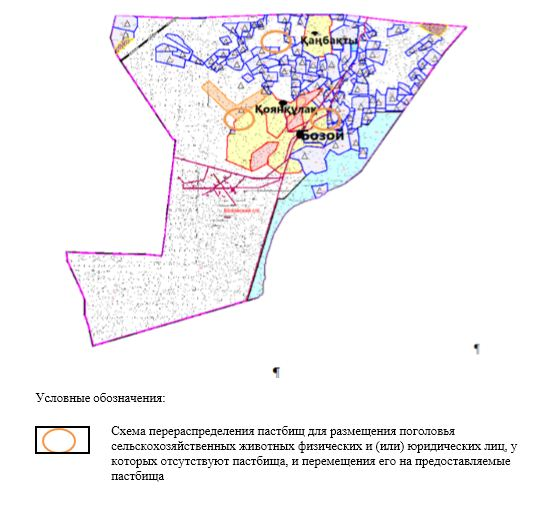 Қаңбақты
Қоянқұлак
Бозой
¶
¶
Условные обозначения:
Схема перераспределения пастбищ для размещения поголовья
сельскохозяйственных животных физических и (или) юридических лиц, у
которых отсутствуют пастбища, и перемещения его на предоставляемые
пастбища